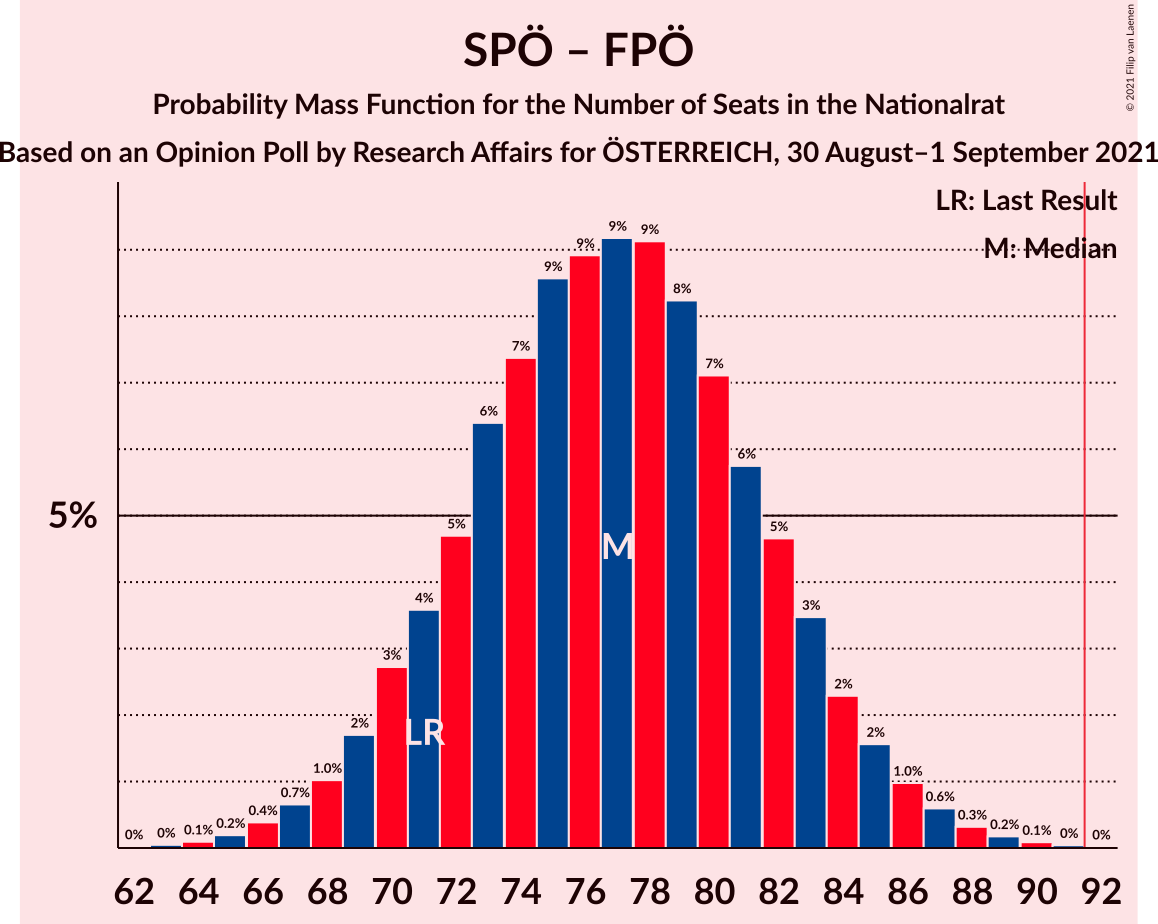 SPÖ – FPÖ
Probability Mass Function for the Number of Seats in the Nationalrat
Based on an Opinion Poll by Research Affairs for ÖSTERREICH, 30 August–1 September 2021
© 2021 Filip van Laenen
LR: Last Result
M: Median
5%
0% 0% 0.1% 0.2% 0.4% 0.7% 1.0% 2% 3% 4% 5% 6% 7% 9% 9% 9% 9% 8% 7% 6% 5% 3% 2% 2% 1.0% 0.6% 0.3% 0.2% 0.1% 0% 0%
M
LR
62 64 66 68 70 72 74 76 78 80 82 84 86 88 90 92